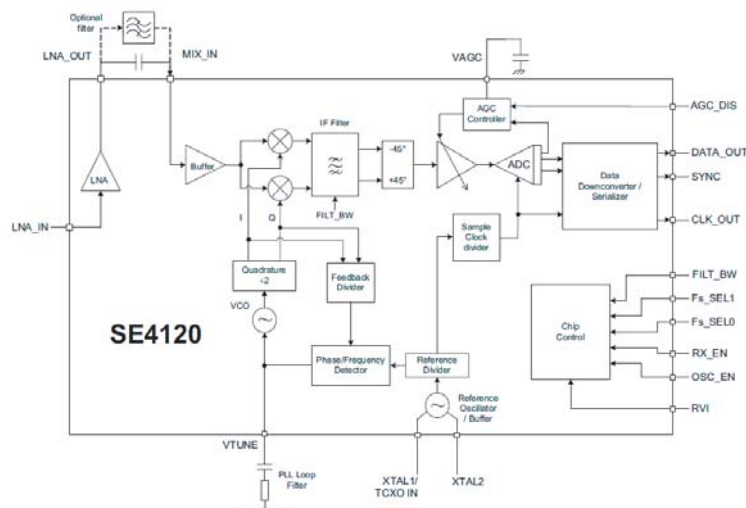 Optional
filter
LNA_OUT
MIX_IN
VAGC
AGC
Controller
AGC_DIS
IF Filter
-45°
+45°
Buffer
ADC
DATA_OUT
SYNC
Data
Downconverter /
Serializer
LNA
LNA_IN
I
Q
FILT_BW
CLK_OUT
Sample
Clock
divider
Quadrature
÷2
Feedback
Divider
FILT_BW
Fs_SEL1
Fs_SEL0
RX_EN
OSC_EN
RVI
Chip
Control
VCO
SE4120
Phase/Frequency
Detector
Reference
Divider
Reference
Oscillator
/ Buffer
VTUNE
PLL Loop
Filter
XTAL1/
TCXO IN
XTAL2